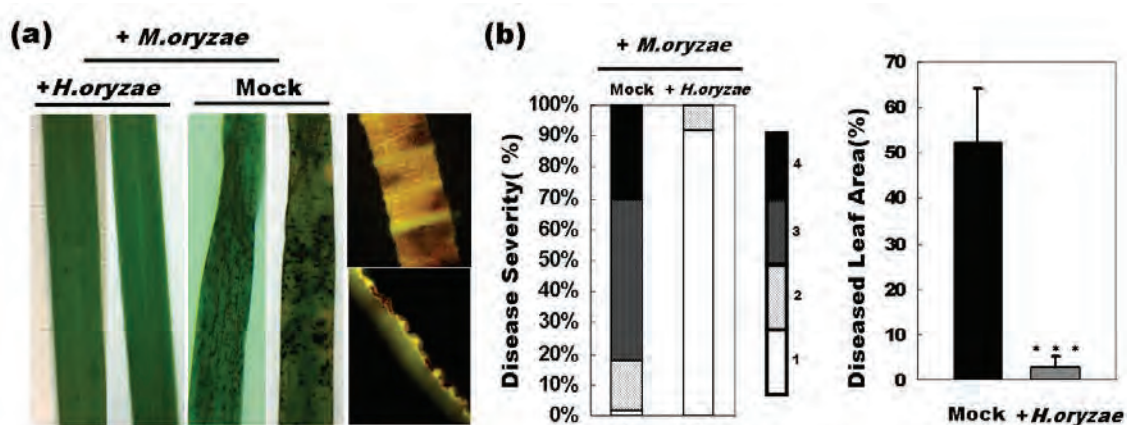 (a)
+ M.oryzae
+H.oryzae
Mock
(b)
+ M.oryzae
Mock
+ H.oryzae
Disease Severity( %)
100%
90%
80%
70%
60%
50%
40%
30%
20%
10%
0%
4
3
2
1
Diseased Leaf Area(%)
70
60
50
40
30
20
10
0
* * *
Mock
+H.oryzae